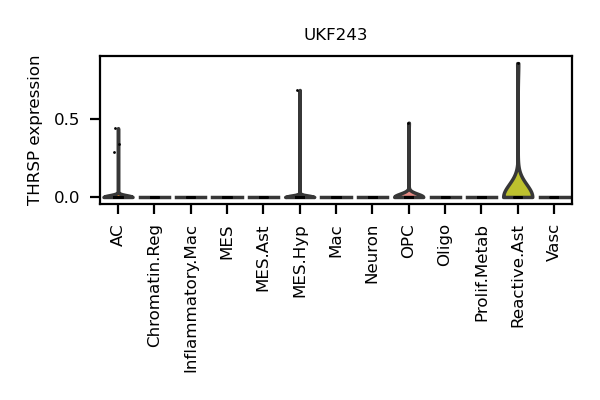 UKF243
THRSP expression
0.5
0.0
AC
Chromatin.Reg
Inflammatory.Mac
MES
MES.Ast
MES.Hyp
Mac
Neuron
OPC
Oligo
Prolif.Metab
Reactive.Ast
Vasc